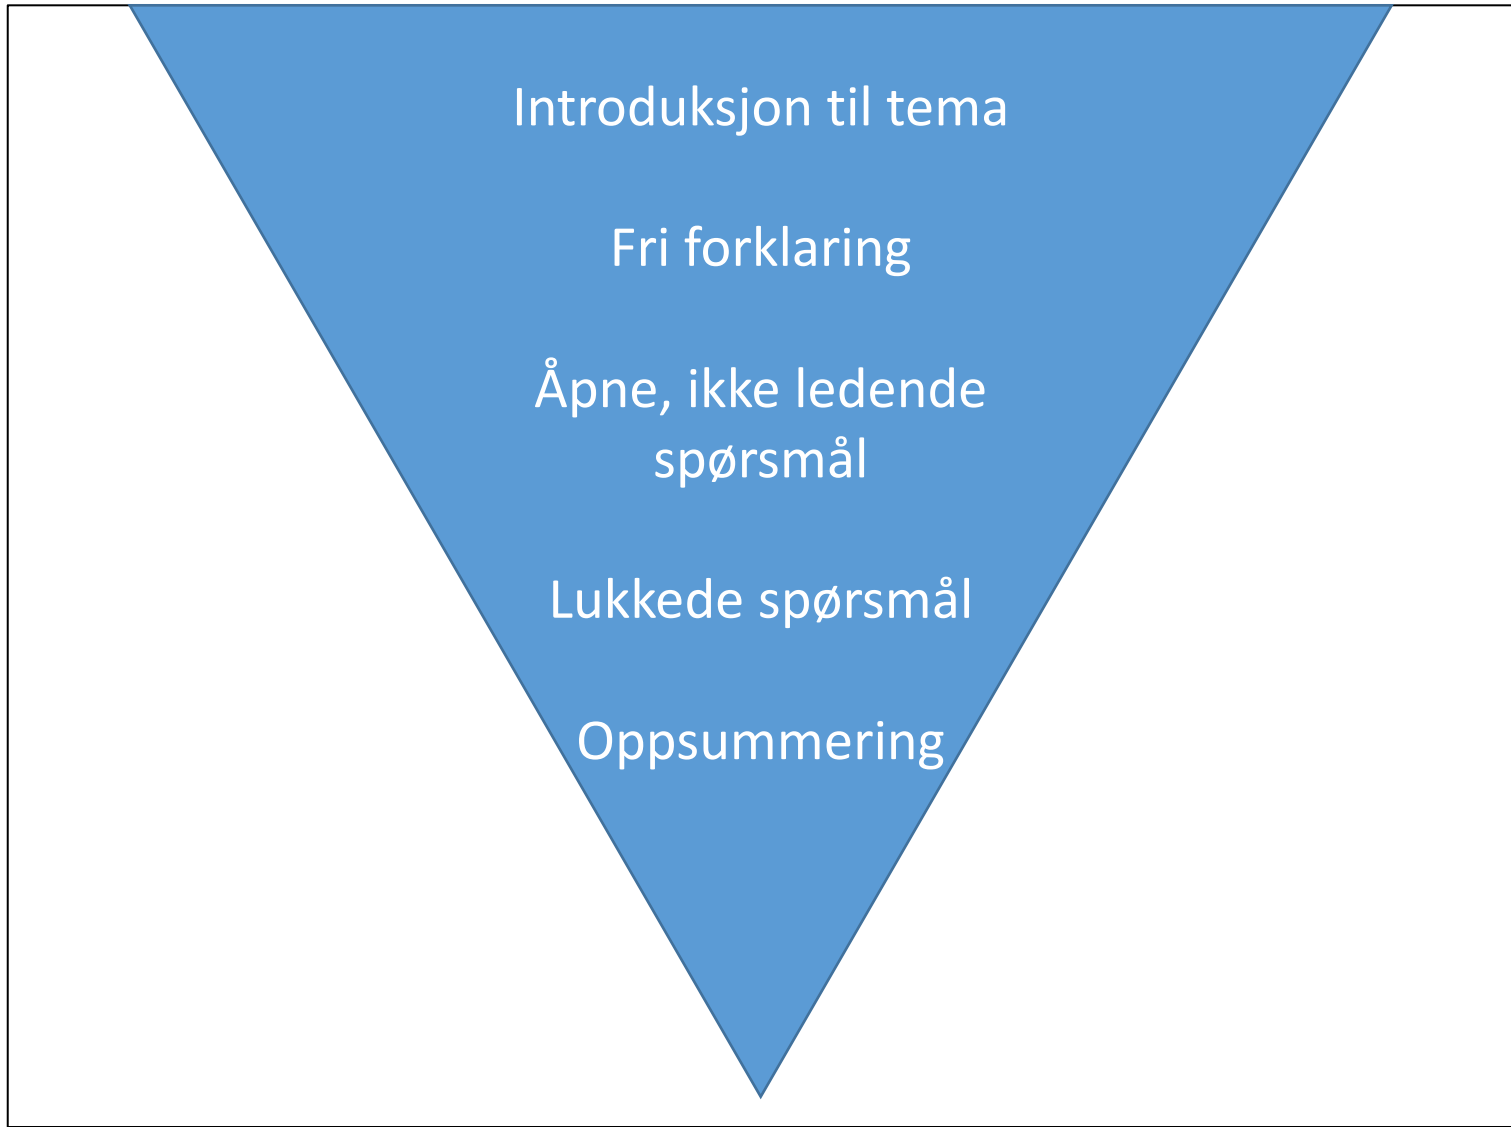 Introduksjon til tema
Fri forklaring
Åpne, ikke ledende
spørsmål
Lukkede spørsmål
Oppsummering